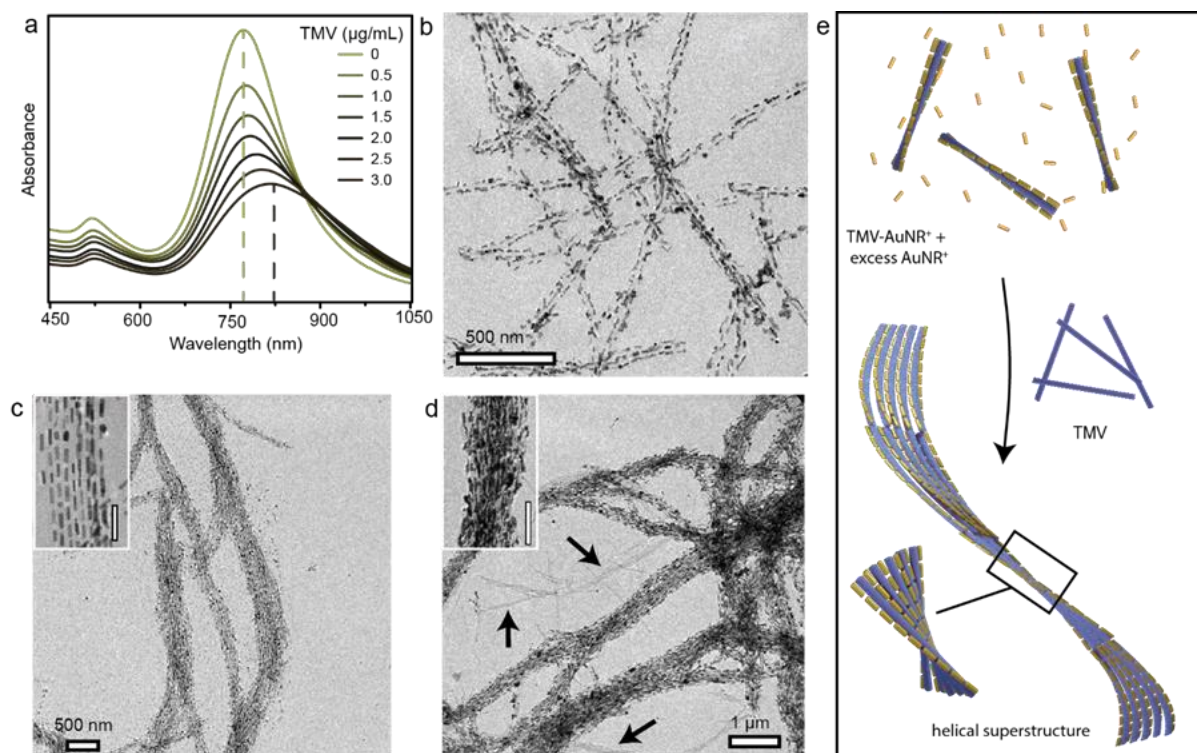 a
TMV (µg/mL)
0
0.5
1.0
1.5
2.0
2.5
3.0
Absorbance
450
600
750
900
1050
Wavelength (nm)
b
500 nm
c
500 nm
d
1 µm
e
TMV-AuNR⁺ +
excess AuNR⁺
TMV
helical superstructure